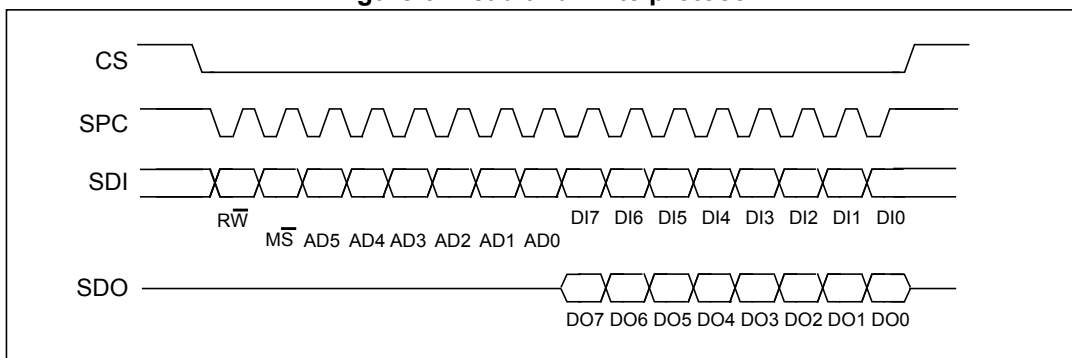 CS
SPC
SDI
RW̅
DI7 DI6 DI5 DI4 DI3 DI2 DI1 DI0
MS̅ AD5 AD4 AD3 AD2 AD1 AD0
SDO
DO7 DO6 DO5 DO4 DO3 DO2 DO1 DO0